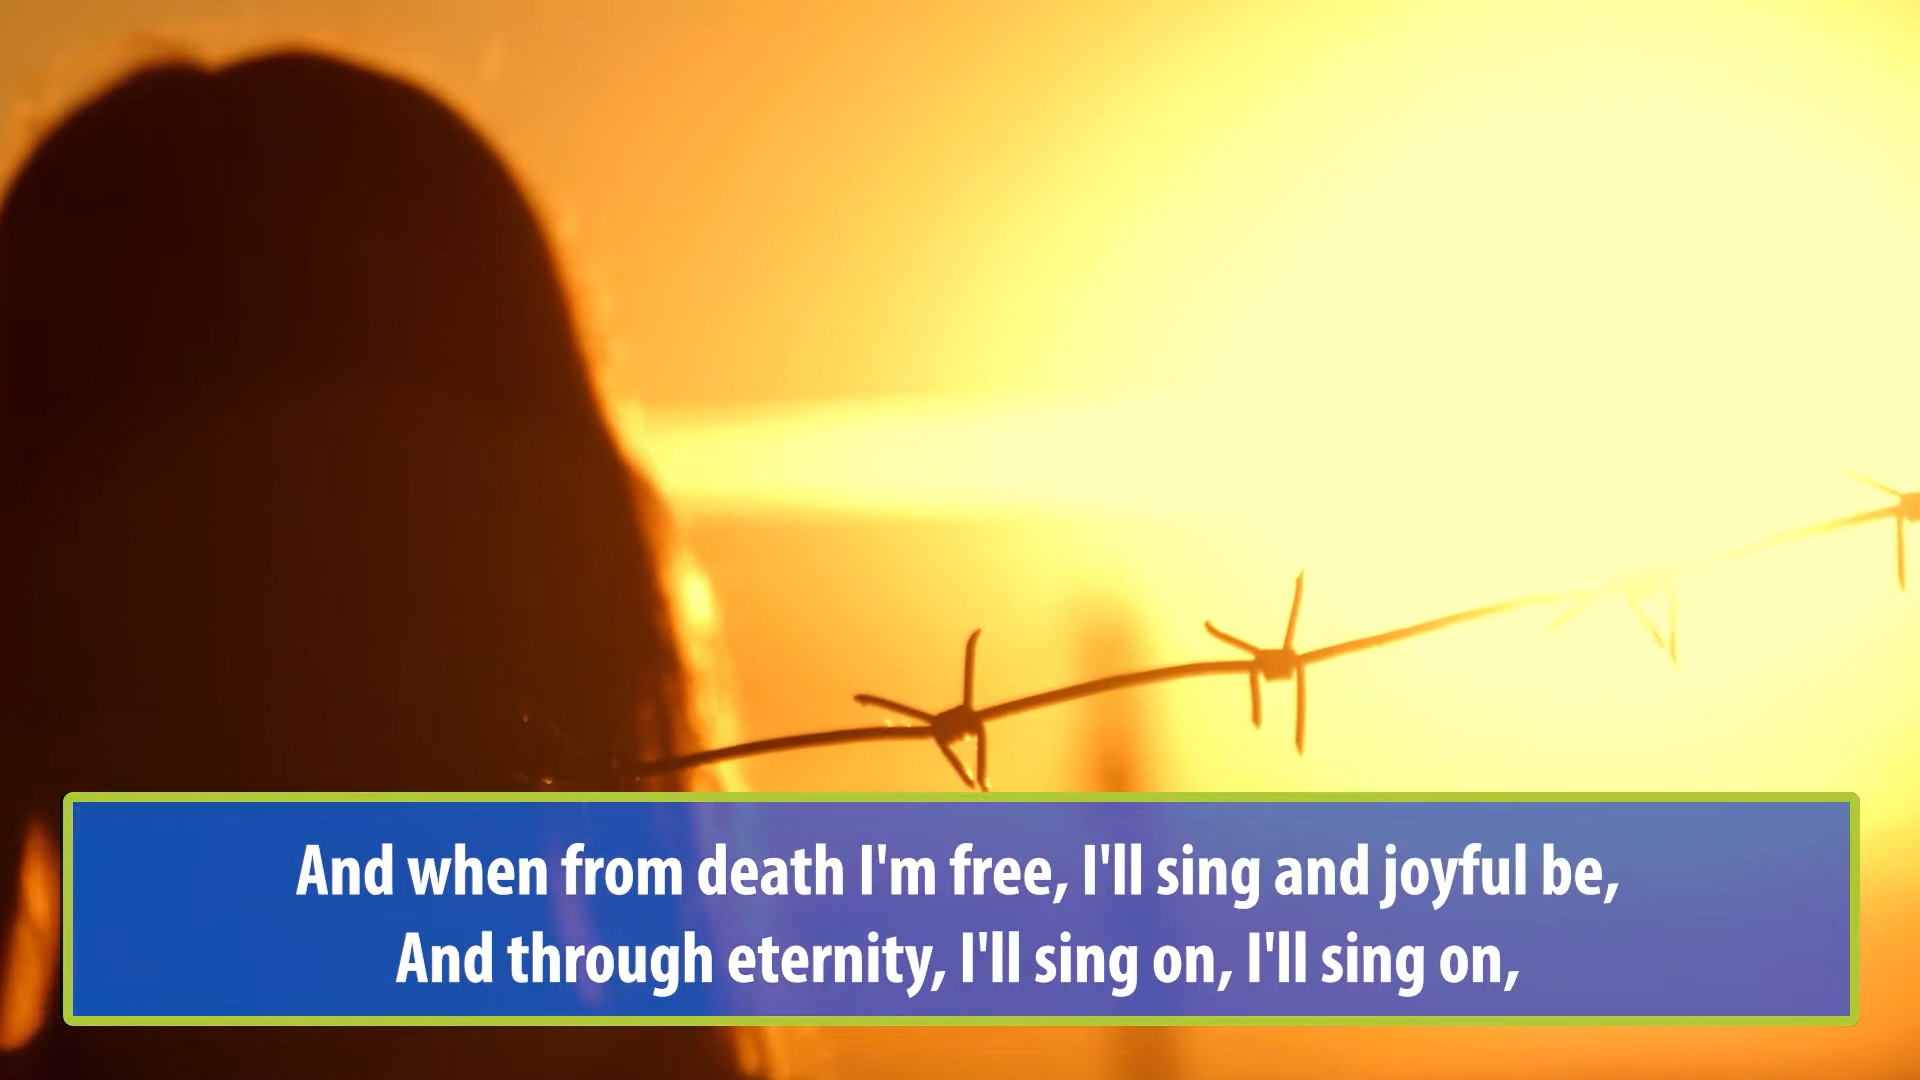 And when from death I'm free, I'll sing and joyful be,
And through eternity, I'll sing on, I'll sing on,